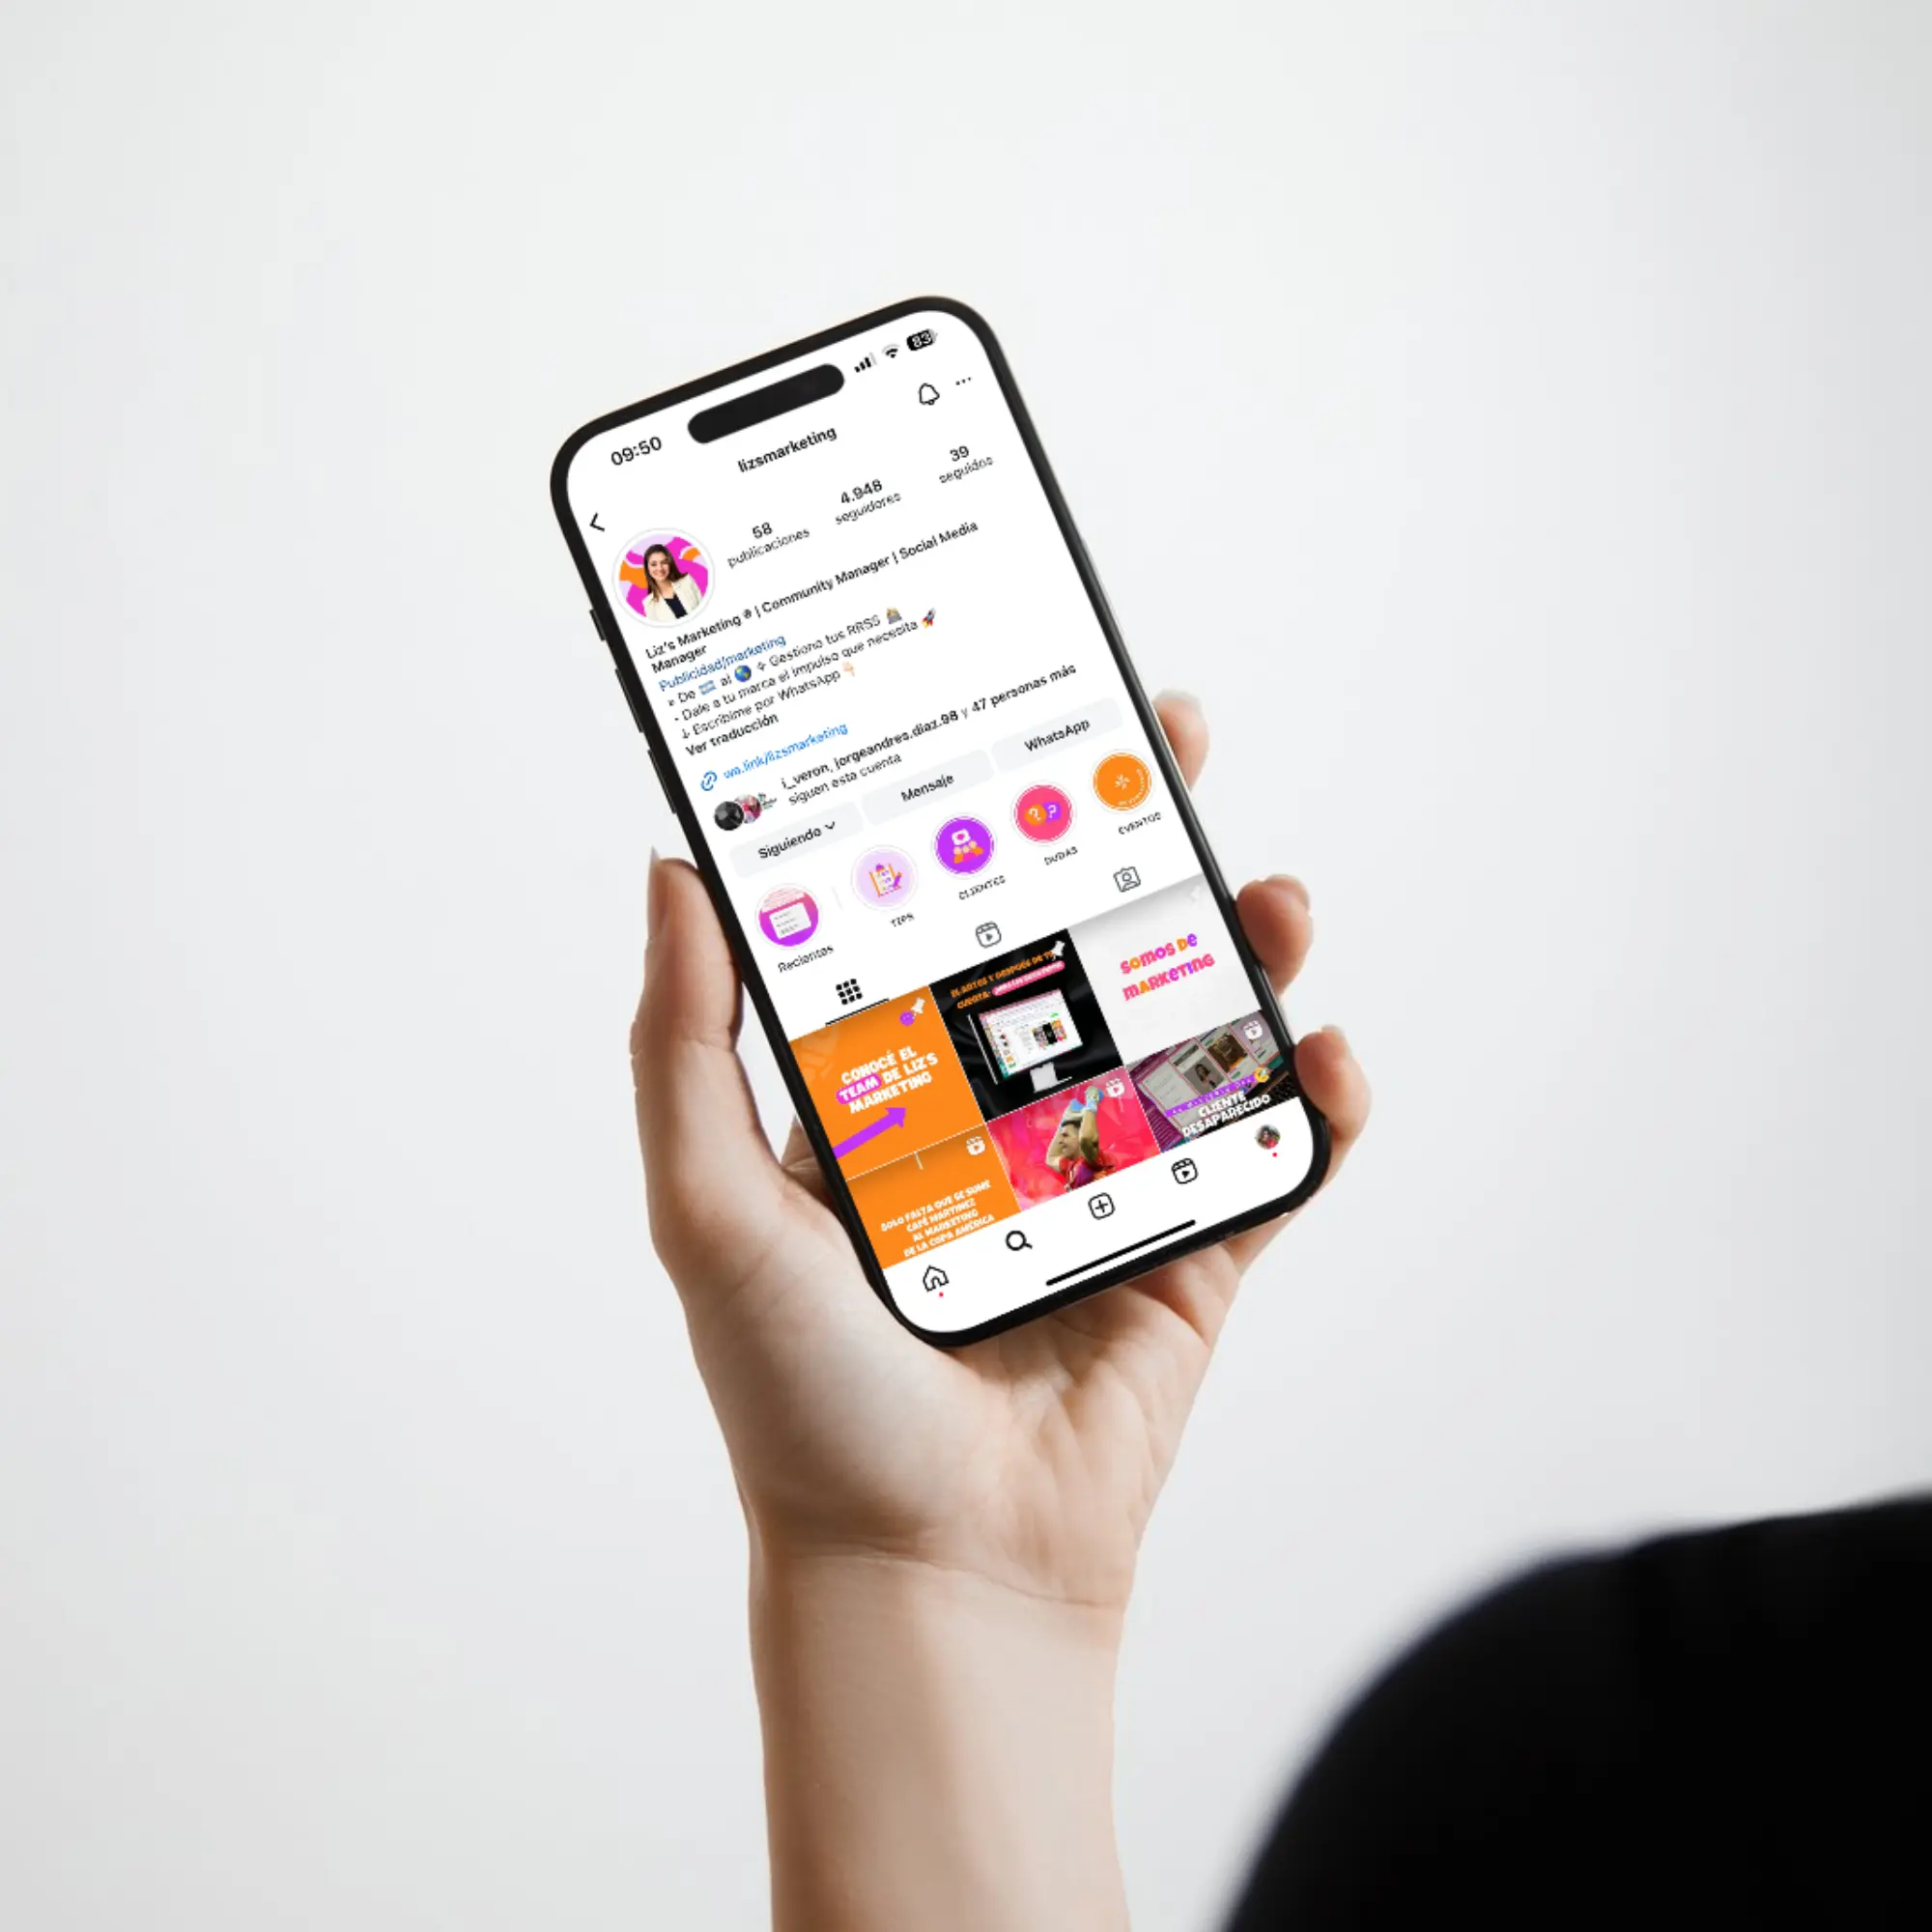 09:50
83
lizsmarketing
58
publicaciones
4.948
seguidores
39
seguidos
Liz's Marketing ® | Community Manager | Social Media
Manager
Publicidad/marketing
De al Gestiono tus RRSS
- Dale a tu marca el impulso que necesita
↓ Escribime por WhatsApp
Ver traducción
wa.link/lizsmarketing
i_veron, jorgeandres.diaz.98 y 47 personas más
siguen esta cuenta
Siguiendo
Mensaje
WhatsApp
Recientes
TIPS
CLIENTES
DUDAS
EVENTOS
CONOCÉ EL
TEAM DE LIZ'S
MARKETING
EL ANTES Y DESPUÉS DE TU
CUENTA:
SOMOS DE
MARKETING
SOLO FALTA QUE SE SUME
CAFÉ MARTINEZ
AL MARKETING
DE LA COPA AMÉRICA
CLIENTE
DESAPARECIDO